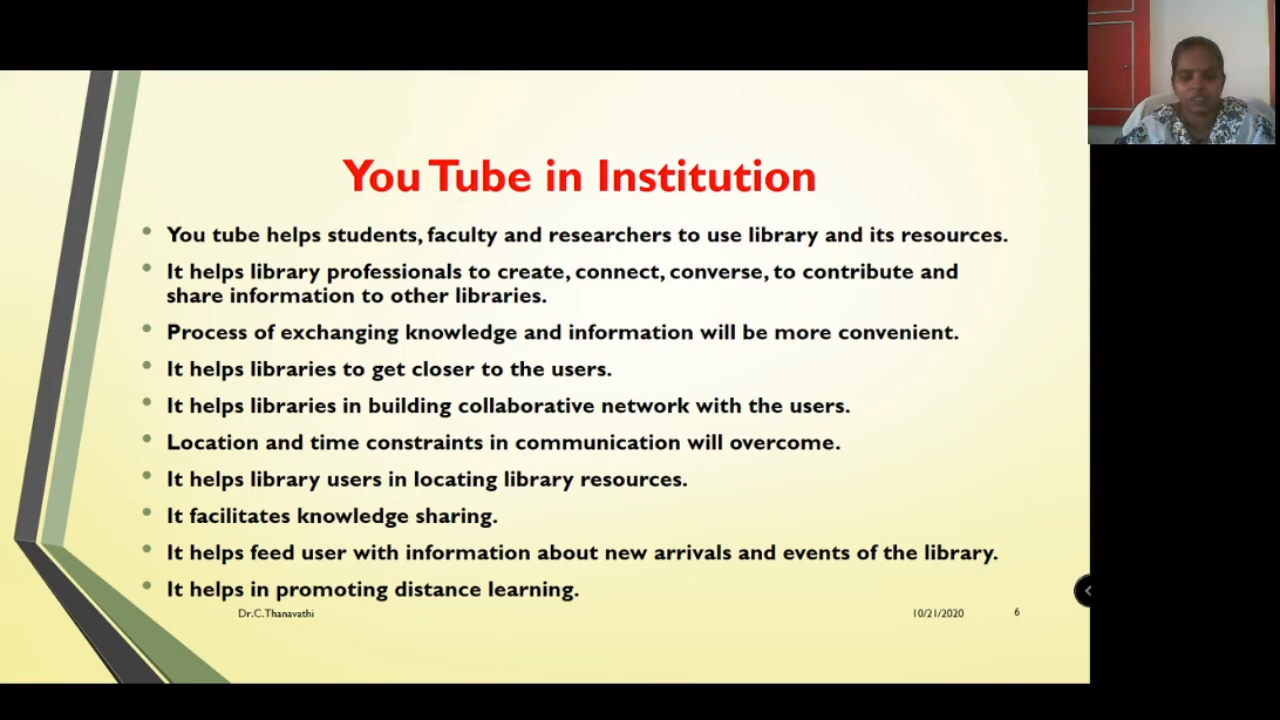 You Tube in Institution
• You tube helps students, faculty and researchers to use library and its resources.
• It helps library professionals to create, connect, converse, to contribute and
share information to other libraries.
• Process of exchanging knowledge and information will be more convenient.
• It helps libraries to get closer to the users.
• It helps libraries in building collaborative network with the users.
• Location and time constraints in communication will overcome.
• It helps library users in locating library resources.
• It facilitates knowledge sharing.
• It helps feed user with information about new arrivals and events of the library.
• It helps in promoting distance learning.
Dr.C.Thanavathi 10/21/2020 6